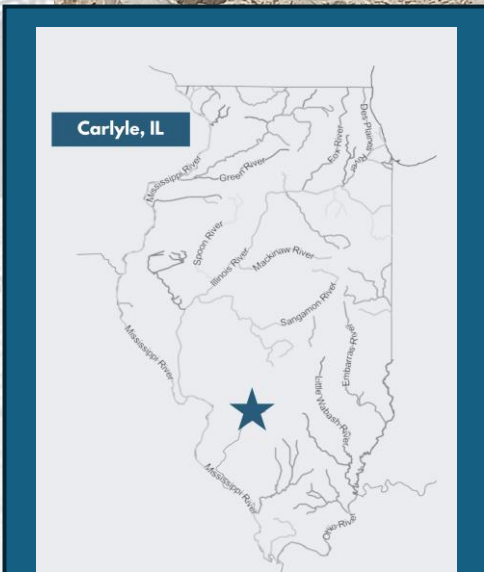 Carlyle, IL
Mississippi River
Green River
Fox River
Des Plaines River
Spoon River
Illinois River
Mackinaw River
Sangamon River
Mississippi River
Embarras River
Little Wabash River
Mississippi River
Ohio River